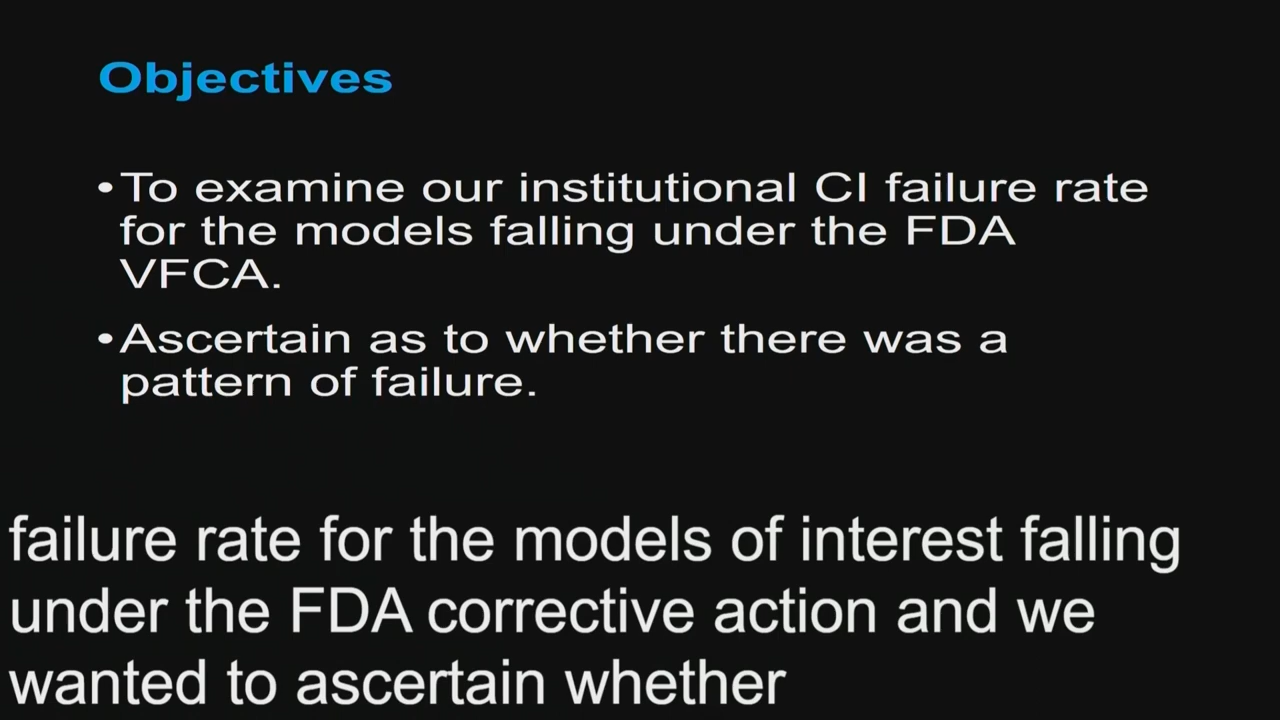 Objectives
•To examine our institutional CI failure rate
for the models falling under the FDA
VFCA.
•Ascertain as to whether there was a
pattern of failure.
failure rate for the models of interest falling
under the FDA corrective action and we
wanted to ascertain whether